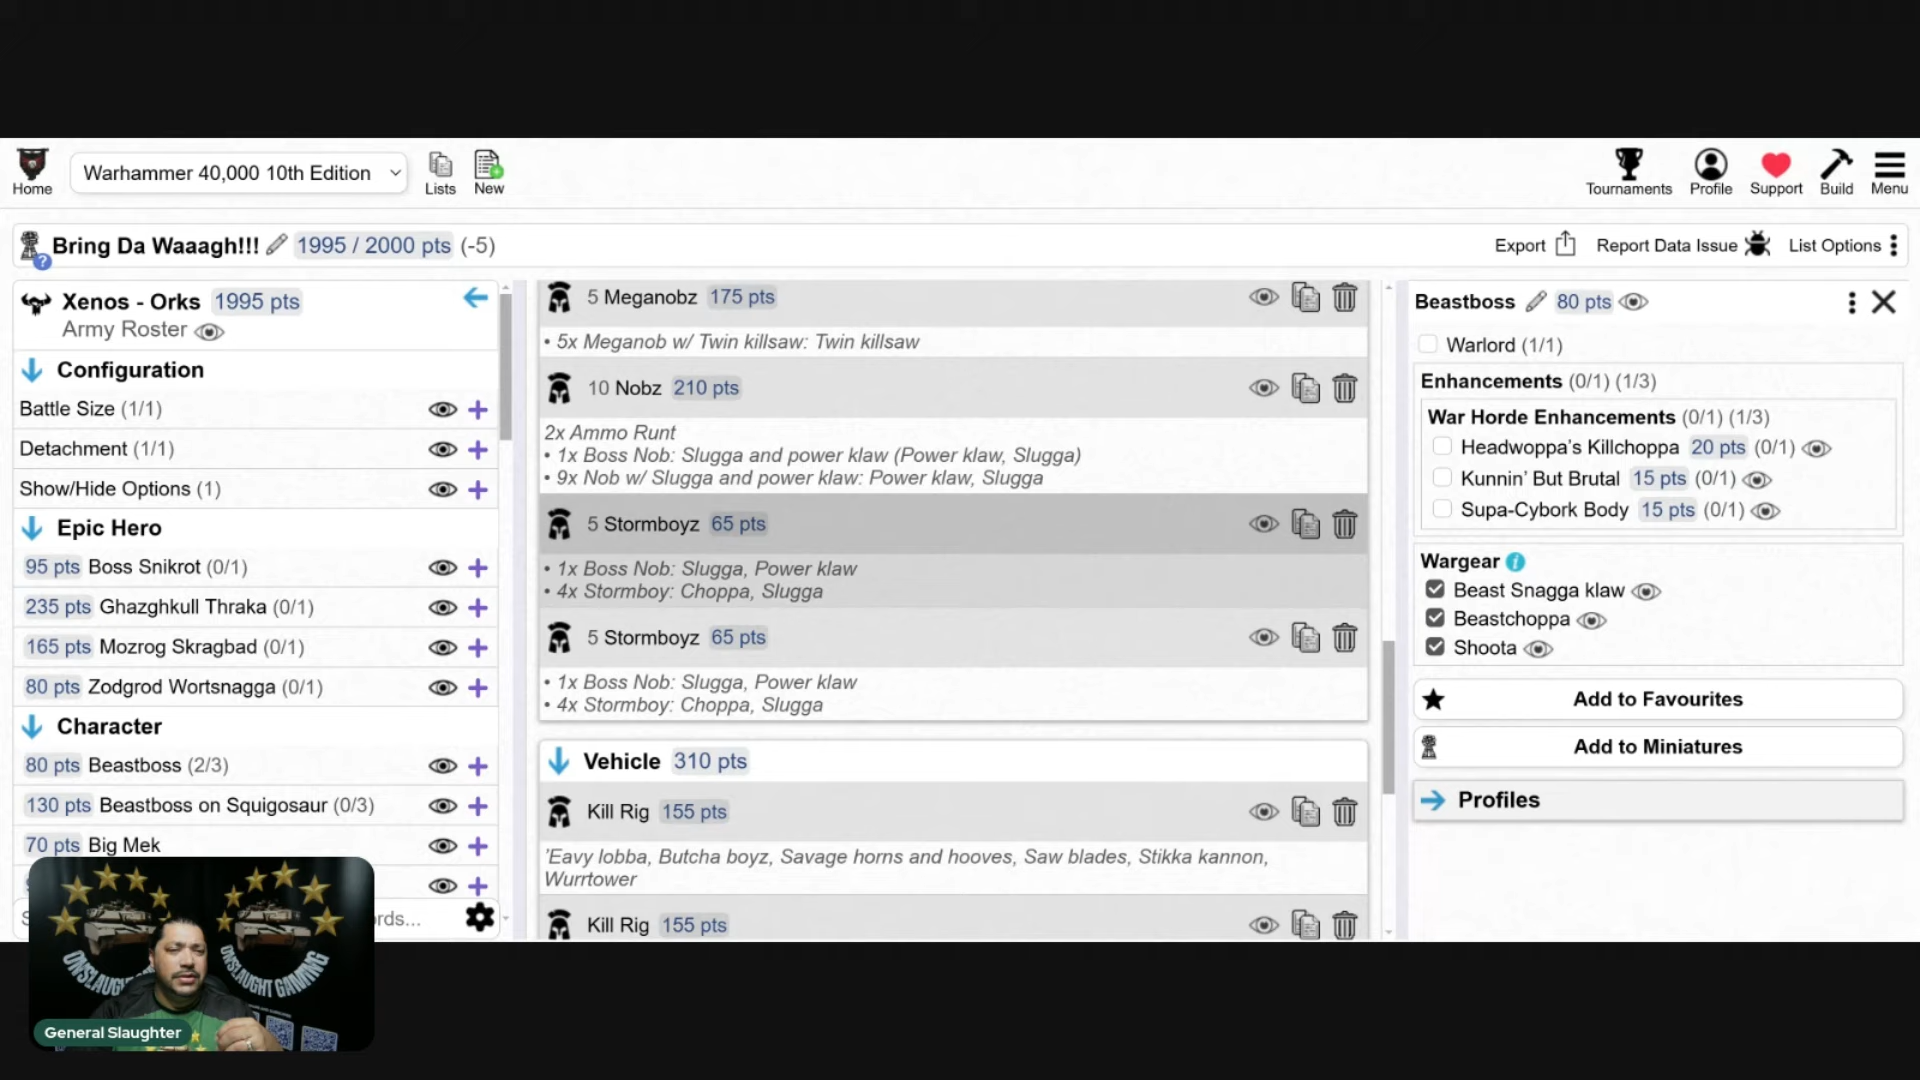 Home
Warhammer 40,000 10th Edition
Lists
New
Tournaments
Profile
Support
Build
Menu
Bring Da Waaagh!!! 1995 / 2000 pts (-5)
Export
Report Data Issue
List Options
Xenos - Orks 1995 pts
Army Roster
Configuration
Battle Size (1/1)
Detachment (1/1)
Show/Hide Options (1)
Epic Hero
95 pts Boss Snikrot (0/1)
235 pts Ghazghkull Thraka (0/1)
165 pts Mozrog Skragbad (0/1)
80 pts Zodgrod Wortsnagga (0/1)
Character
80 pts Beastboss (2/3)
130 pts Beastboss on Squigosaur (0/3)
70 pts Big Mek
5 Meganobz 175 pts
• 5x Meganob w/ Twin killsaw: Twin killsaw
10 Nobz 210 pts
2x Ammo Runt
• 1x Boss Nob: Slugga and power klaw (Power klaw, Slugga)
• 9x Nob w/ Slugga and power klaw: Power klaw, Slugga
5 Stormboyz 65 pts
• 1x Boss Nob: Slugga, Power klaw
• 4x Stormboy: Choppa, Slugga
5 Stormboyz 65 pts
• 1x Boss Nob: Slugga, Power klaw
• 4x Stormboy: Choppa, Slugga
Vehicle 310 pts
Kill Rig 155 pts
'Eavy lobba, Butcha boyz, Savage horns and hooves, Saw blades, Stikka kannon,
Wurrtower
Kill Rig 155 pts
Beastboss 80 pts
Warlord (1/1)
Enhancements (0/1) (1/3)
War Horde Enhancements (0/1) (1/3)
Headwoppa's Killchoppa 20 pts (0/1)
Kunnin' But Brutal 15 pts (0/1)
Supa-Cybork Body 15 pts (0/1)
Wargear i
Beast Snagga klaw
Beastchoppa
Shoota
Add to Favourites
Add to Miniatures
Profiles
ONSLAUGHT GAMING
General Slaughter